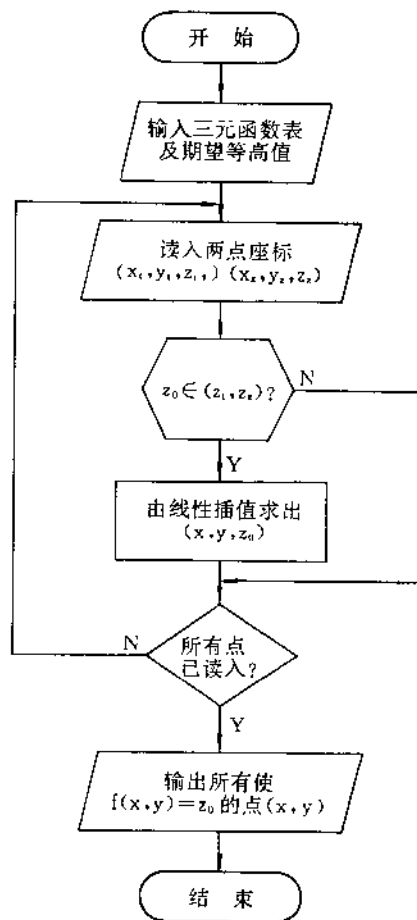 开 始
输入三元函数表
及期望等高值
读入两点座标
(x₁,y₁,z₁,)(x₂,y₂,z₂)
z₀∈(z₁,z₂)?
N
Y
由线性插值求出
(x,y,z₀)
所有点
已读入?
N
Y
输出所有使
f(x,y)=z₀的点(x,y)
结 束